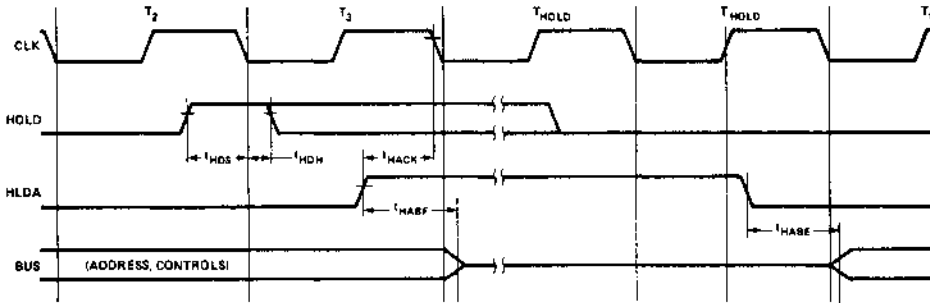 T2 T3 THOLD THOLD T1
CLK
HOLD
tHDS tHDH tHACK
HLDA
tHABF tHABE
BUS (ADDRESS, CONTROLS)